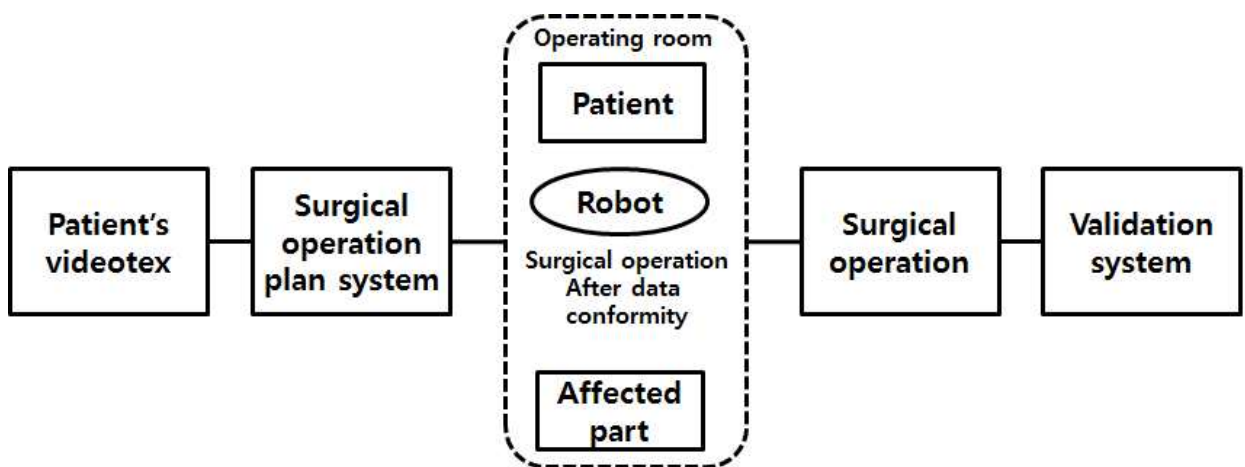 Patient's
videotex
Surgical
operation
plan system
Operating room
Patient
Robot
Surgical operation
After data
conformity
Affected
part
Surgical
operation
Validation
system